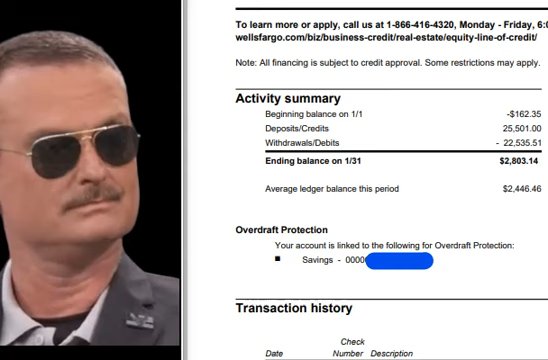 To learn more or apply, call us at 1-866-416-4320, Monday - Friday, 6:0
wellsfargo.com/biz/business-credit/real-estate/equity-line-of-credit/
Note: All financing is subject to credit approval. Some restrictions may apply.
Activity summary
Beginning balance on 1/1 -$162.35
Deposits/Credits 25,501.00
Withdrawals/Debits - 22,535.51
Ending balance on 1/31 $2,803.14
Average ledger balance this period $2,446.46
Overdraft Protection
Your account is linked to the following for Overdraft Protection:
■ Savings - 0000
Transaction history
Check
Date Number Description